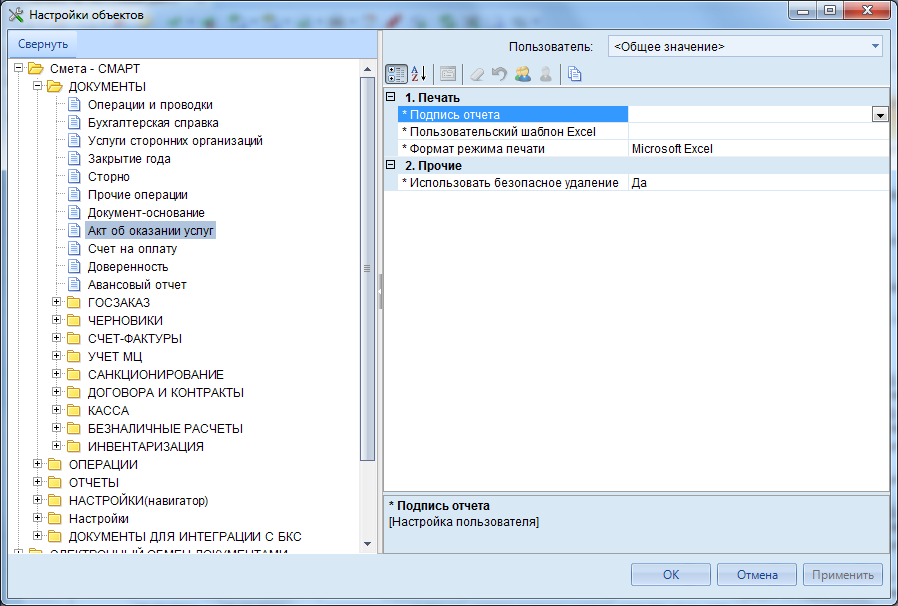 Настройки объектов
Свернуть
Смета - СМАРТ
ДОКУМЕНТЫ
Операции и проводки
Бухгалтерская справка
Услуги сторонних организаций
Закрытие года
Сторно
Прочие операции
Документ-основание
Акт об оказании услуг
Счет на оплату
Доверенность
Авансовый отчет
ГОСЗАКАЗ
ЧЕРНОВИКИ
СЧЕТ-ФАКТУРЫ
УЧЕТ МЦ
САНКЦИОНИРОВАНИЕ
ДОГОВОРА И КОНТРАКТЫ
КАССА
БЕЗНАЛИЧНЫЕ РАСЧЕТЫ
ИНВЕНТАРИЗАЦИЯ
ОПЕРАЦИИ
ОТЧЕТЫ
НАСТРОЙКИ(навигатор)
Настройки
ДОКУМЕНТЫ ДЛЯ ИНТЕГРАЦИИ С БКС
ЭЛЕКТРОННЫЙ ОБМЕН ДОКУМЕНТАМИ
Пользователь: <Общее значение>
1. Печать
* Подпись отчета
* Пользовательский шаблон Excel
* Формат режима печати Microsoft Excel
2. Прочие
* Использовать безопасное удаление Да
* Подпись отчета
[Настройка пользователя]
ОК Отмена Применить